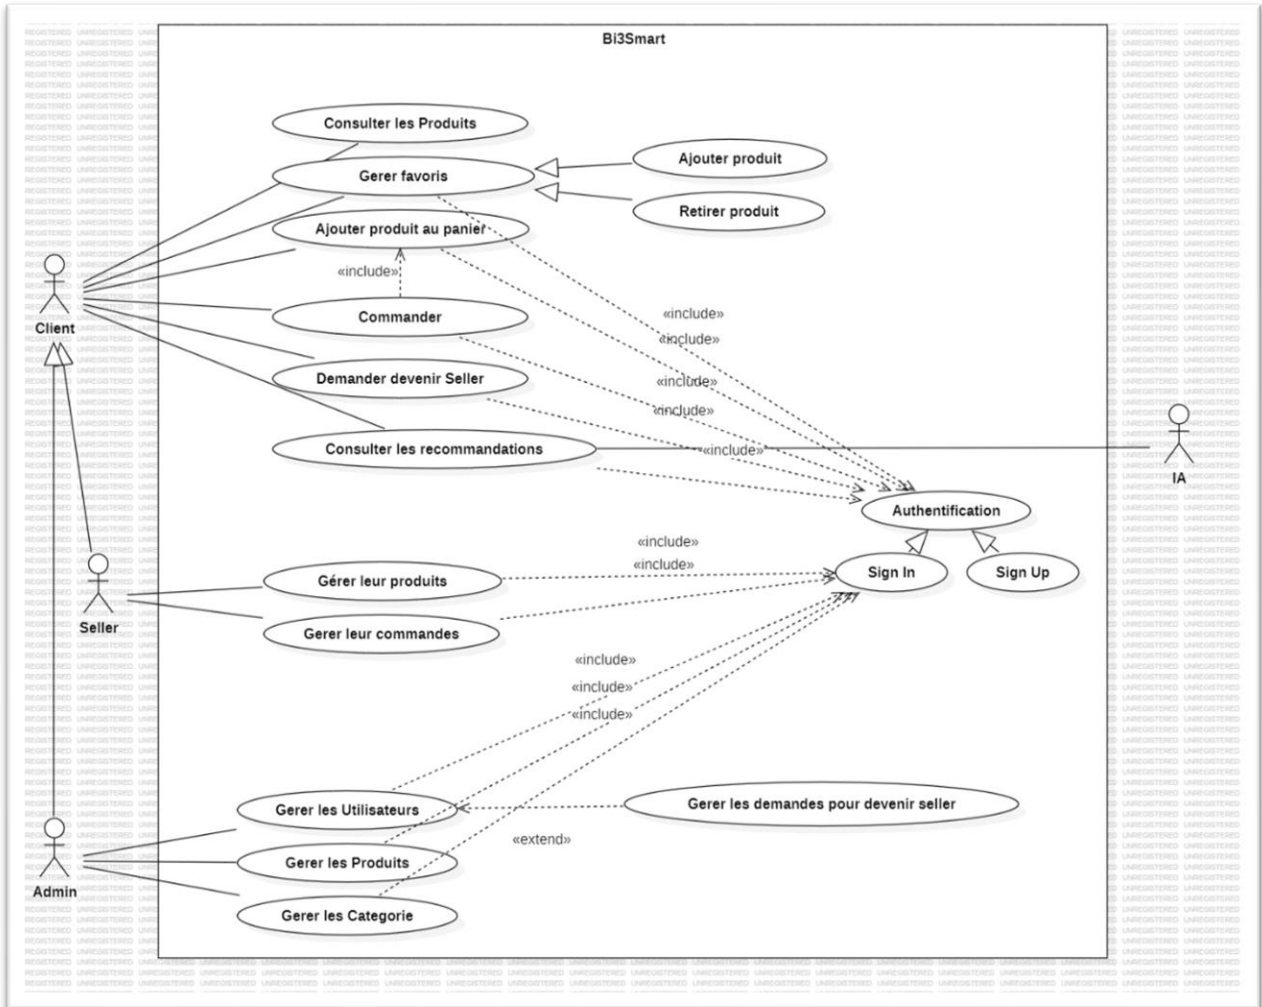 Bi3Smart
Consulter les Produits
Gerer favoris
Ajouter produit
Retirer produit
Ajouter produit au panier
«include»
Client
Commander
«include»
«include»
Demander devenir Seller
«include»
«include»
Consulter les recommandations
«include»
IA
Authentification
«include»
«include»
Sign In
Sign Up
Gérer leur produits
Seller
Gerer leur commandes
«include»
«include»
«include»
Gerer les Utilisateurs
Gerer les demandes pour devenir seller
«extend»
Admin
Gerer les Produits
Gerer les Categorie
UNREGISTERED